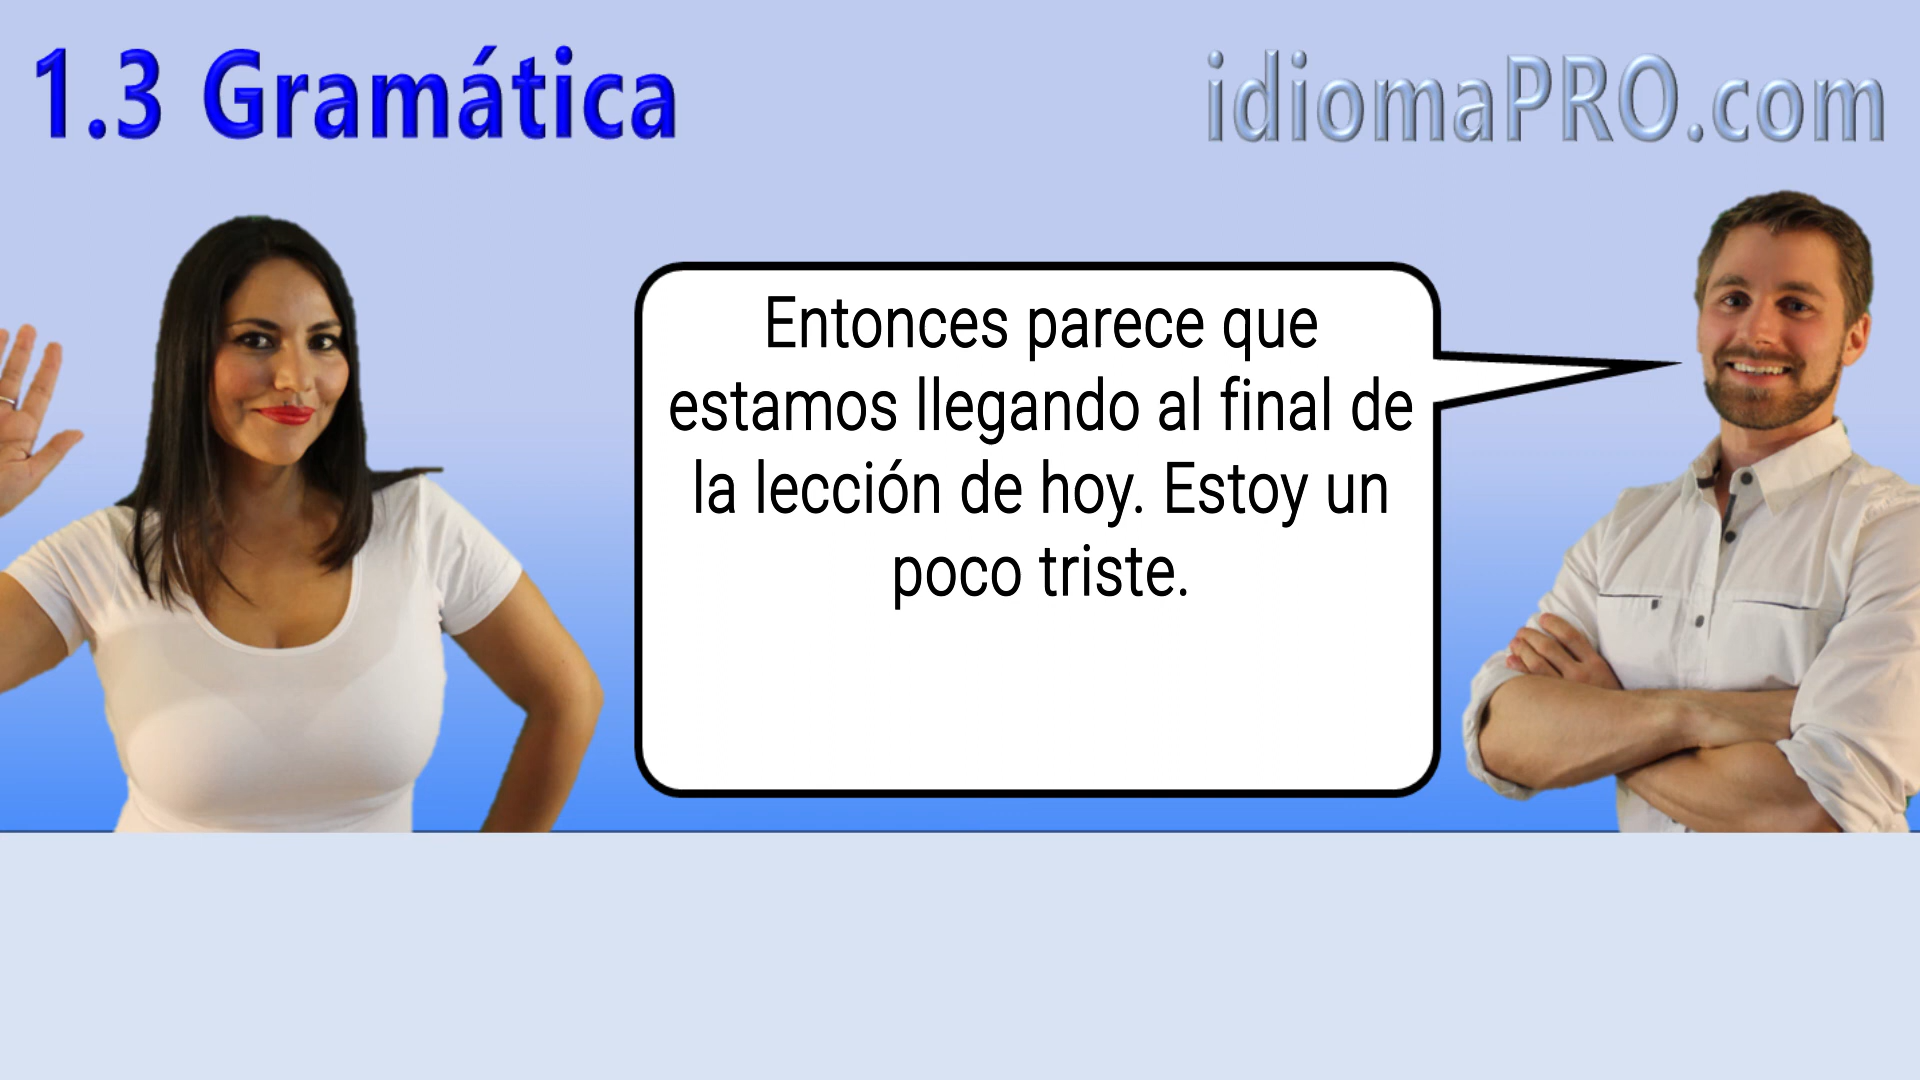 1.3 Gramática
idiomaPRO.com
Entonces parece que
estamos llegando al final de
la lección de hoy. Estoy un
poco triste.